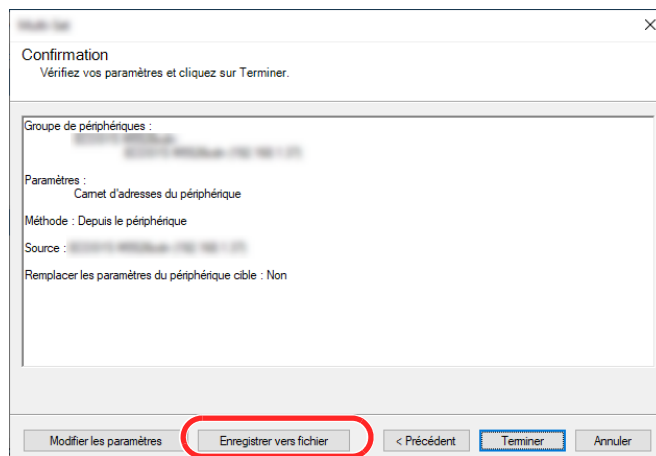 Confirmation
Vérifiez vos paramètres et cliquez sur Terminer.
Groupe de périphériques :
Paramètres :
Carnet d'adresses du périphérique
Méthode : Depuis le périphérique
Source :
Remplacer les paramètres du périphérique cible : Non
Modifier les paramètres
Enregistrer vers fichier
< Précédent
Terminer
Annuler